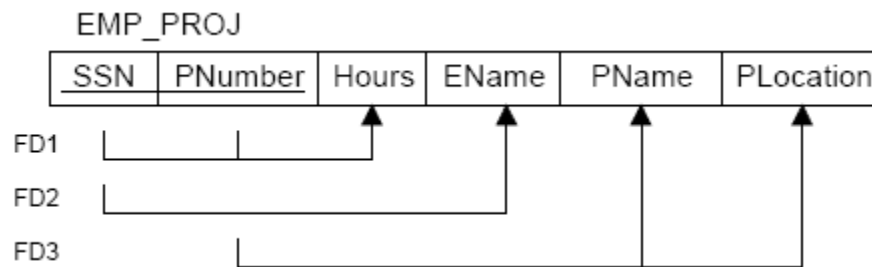 EMP_PROJ
SSN PNumber Hours EName PName PLocation
FD1
FD2
FD3